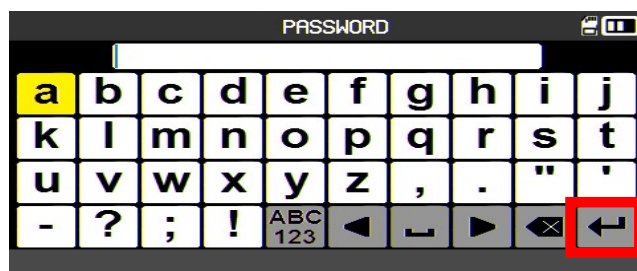 PASSWORD
a b c d e f g h i j
k l m n o p q r s t
u v w x y z , . " '
- ? ; ! ABC
123